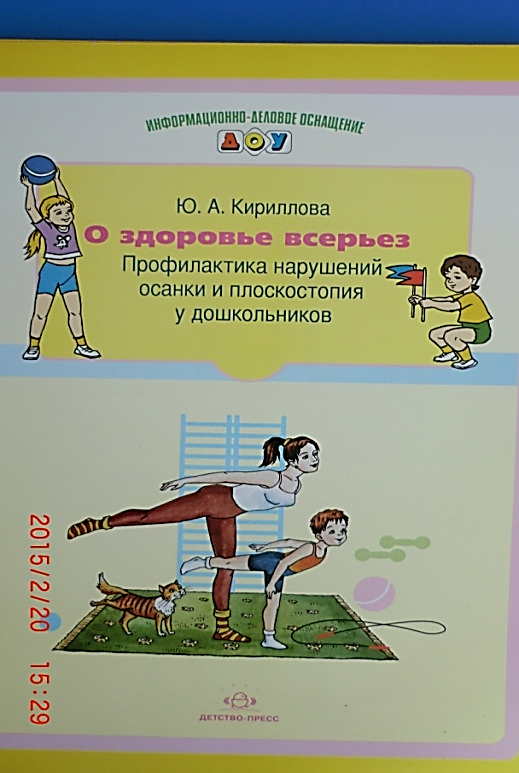 ИНФОРМАЦИОННО-ДЕЛОВОЕ ОСНАЩЕНИЕ
ДОУ
Ю. А. Кириллова
О здоровье всерьез
Профилактика нарушений
осанки и плоскостопия
у дошкольников
ДЕТСТВО-ПРЕСС
2015/2/20 15:29